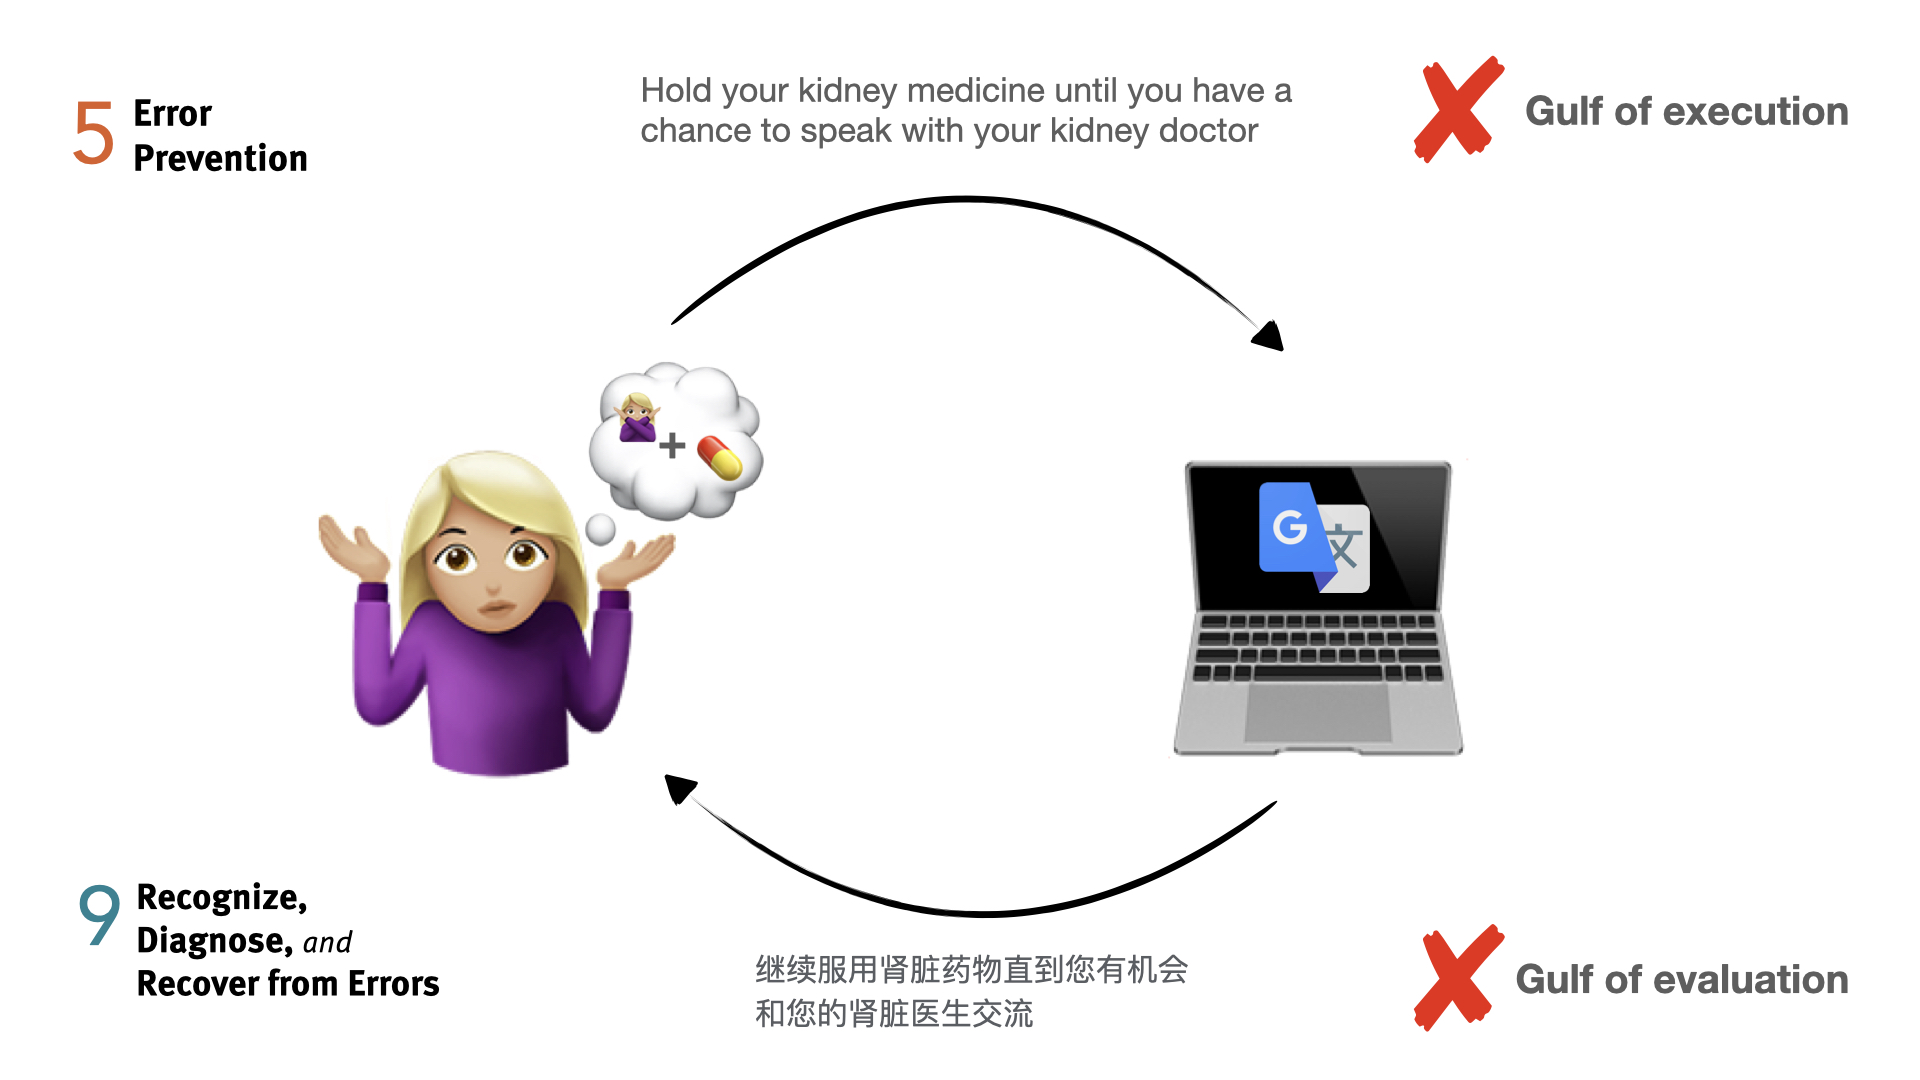 5 Error
Prevention
Hold your kidney medicine until you have a
chance to speak with your kidney doctor
Gulf of execution
+
G 文
9 Recognize,
Diagnose, and
Recover from Errors
继续服用肾脏药物直到您有机会
和您的肾脏医生交流
Gulf of evaluation